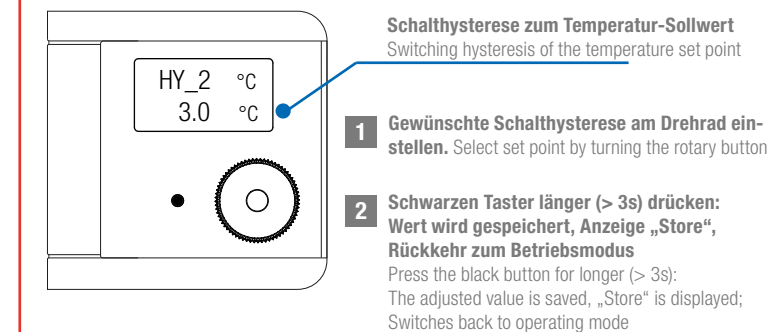 Schalthysterese zum Temperatur-Sollwert
Switching hysteresis of the temperature set point
HY_2 °C
3.0 °C
1 Gewünschte Schalthysterese am Drehrad ein-
stellen. Select set point by turning the rotary button
2 Schwarzen Taster länger (> 3s) drücken:
Wert wird gespeichert, Anzeige „Store“,
Rückkehr zum Betriebsmodus
Press the black button for longer (> 3s):
The adjusted value is saved, „Store“ is displayed;
Switches back to operating mode